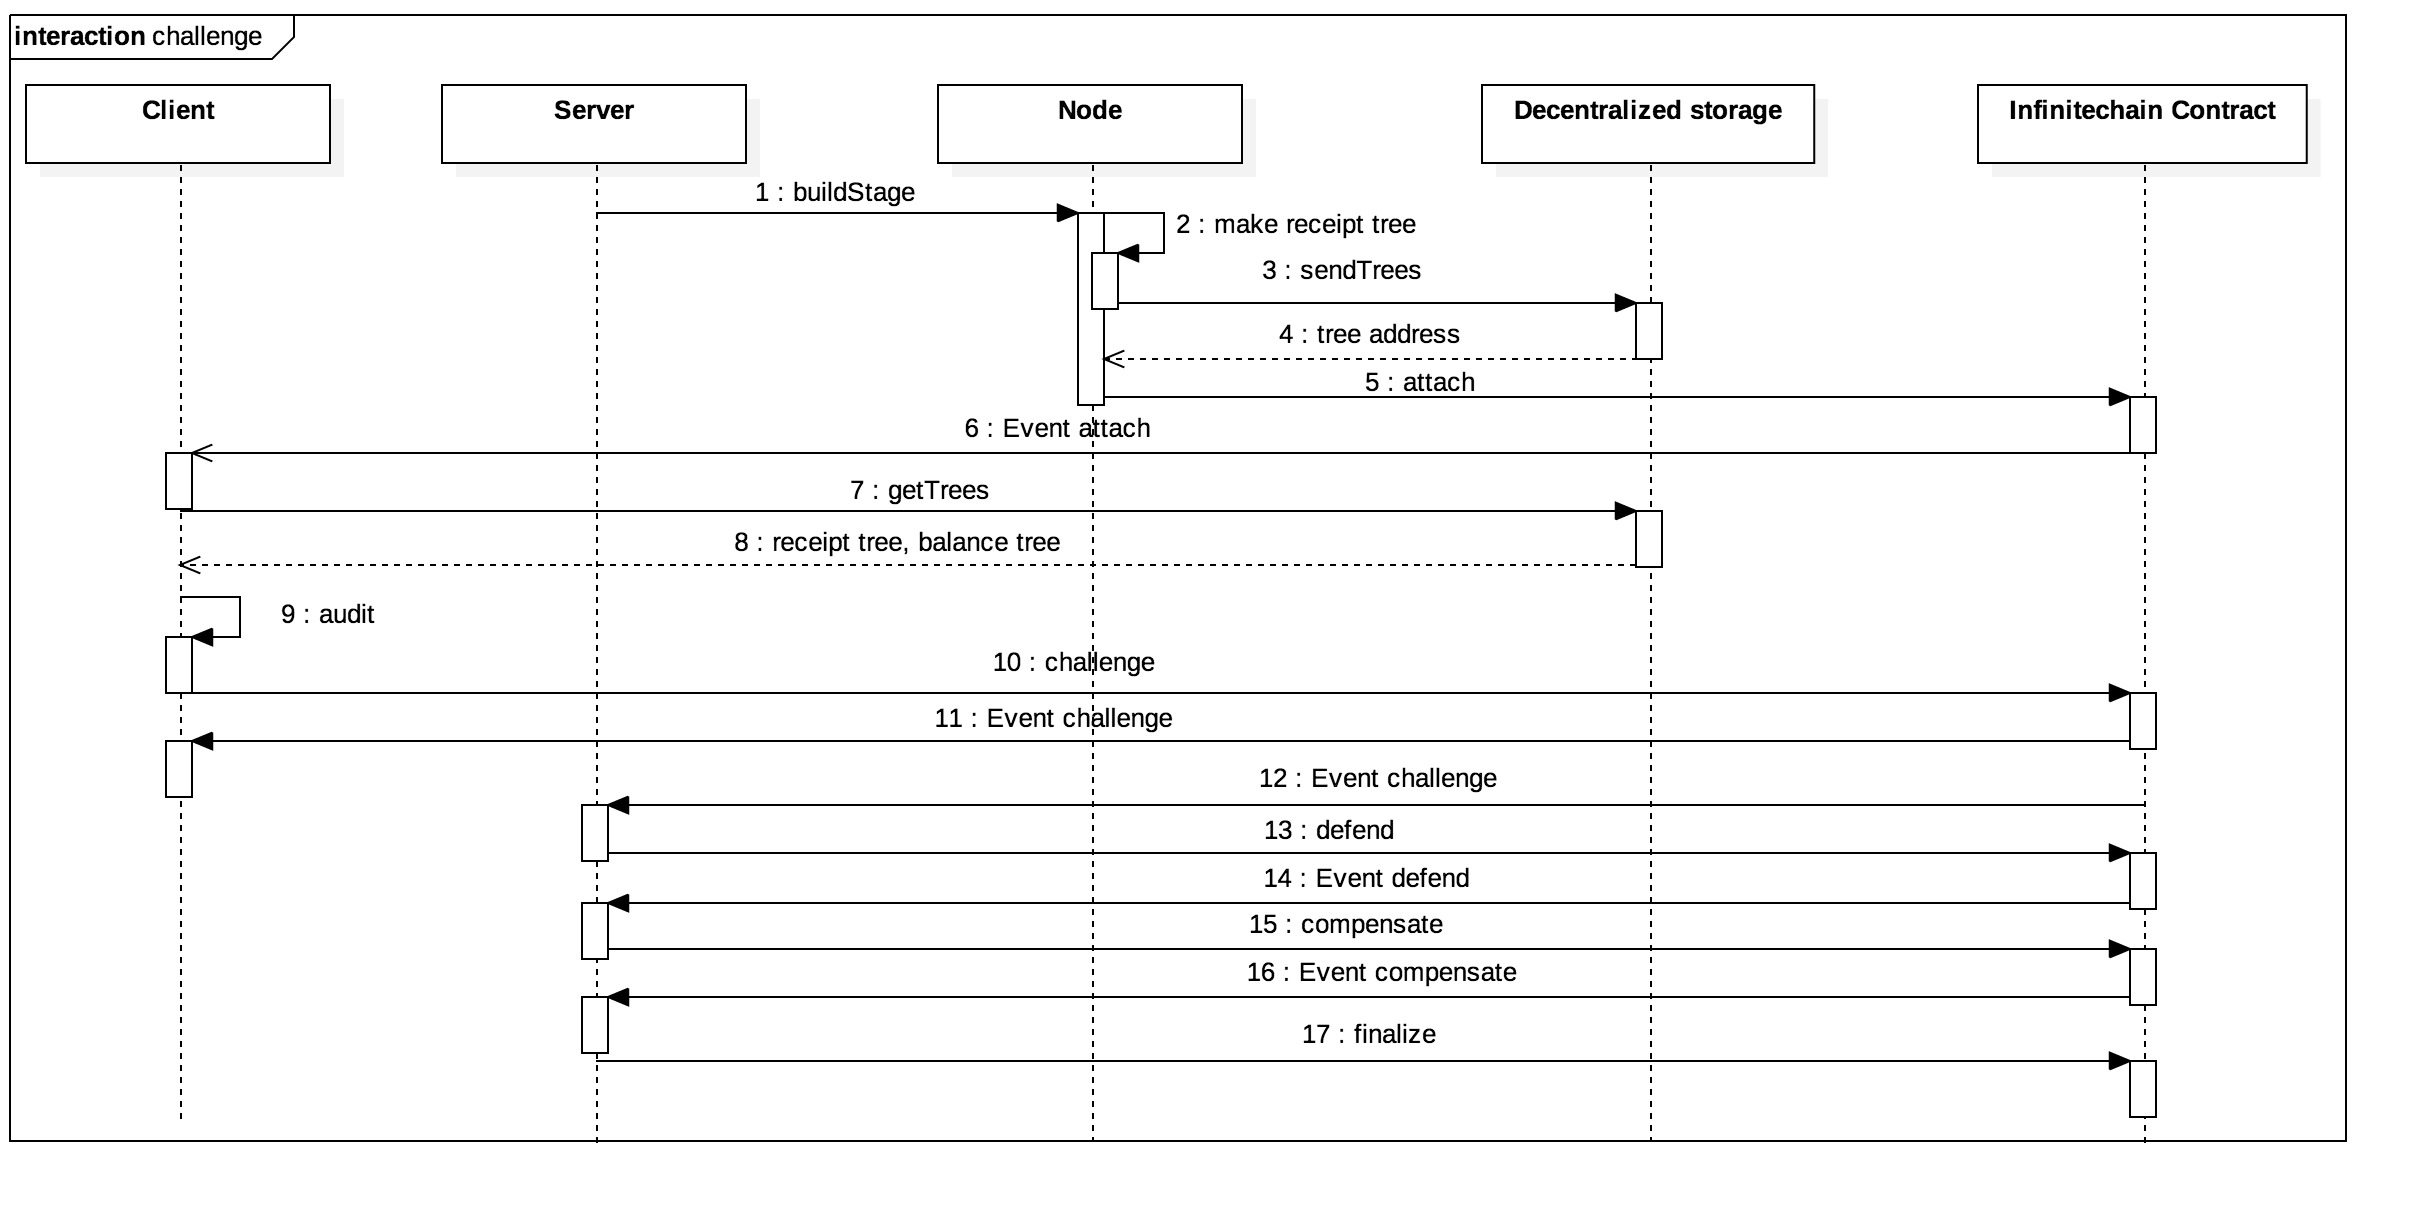 interaction challenge
Client
Server
Node
Decentralized storage
Infinitechain Contract
1 : buildStage
2 : make receipt tree
3 : sendTrees
4 : tree address
5 : attach
6 : Event attach
7 : getTrees
8 : receipt tree, balance tree
9 : audit
10 : challenge
11 : Event challenge
12 : Event challenge
13 : defend
14 : Event defend
15 : compensate
16 : Event compensate
17 : finalize